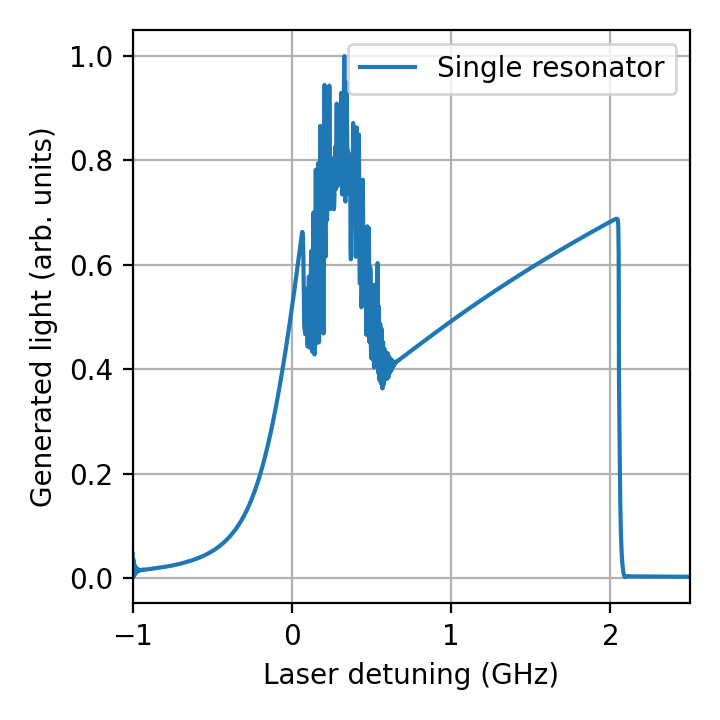 Single resonator
Generated light (arb. units)
1.0
0.8
0.6
0.4
0.2
0.0
−1 0 1 2
Laser detuning (GHz)